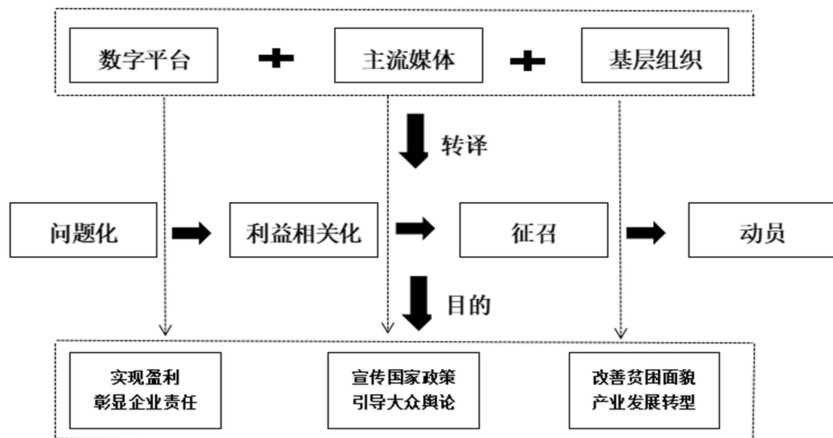 数字平台
主流媒体
基层组织
转译
问题化
利益相关化
征召
动员
目的
实现盈利
彰显企业责任
宣传国家政策
引导大众舆论
改善贫困面貌
产业发展转型